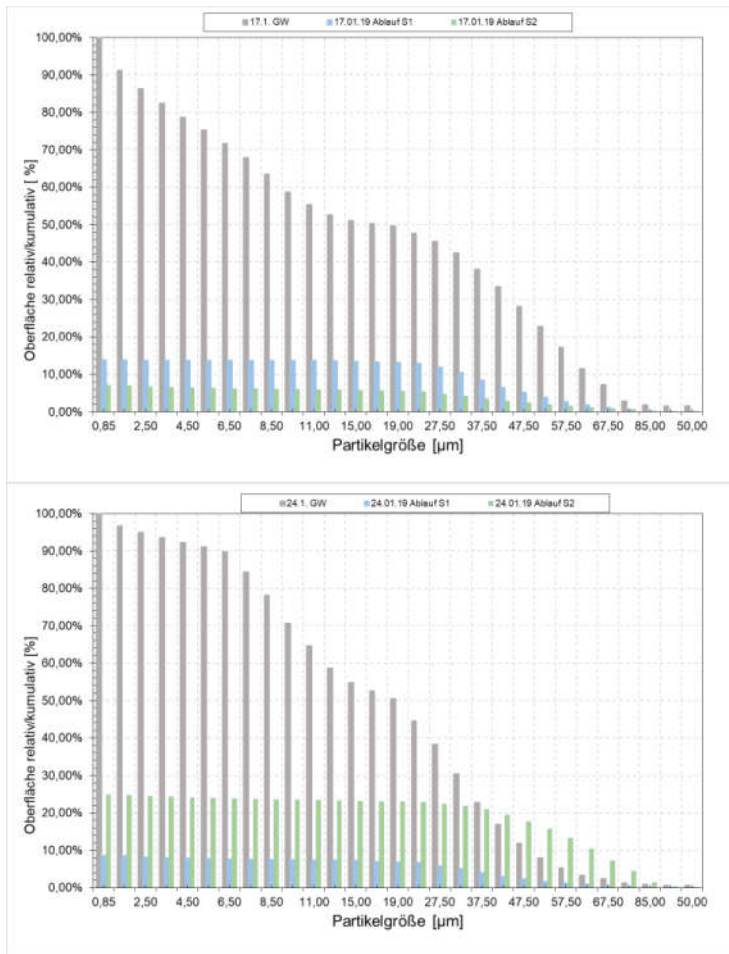 17.1. GW 17.01.19 Ablauf S1 17.01.19 Ablauf S2
100,00%
90,00%
80,00%
70,00%
60,00%
50,00%
40,00%
30,00%
20,00%
10,00%
0,00%
Oberfläche relativ/kumulativ [ %]
0,85 2,50 4,50 6,50 8,50 11,00 15,00 19,00 27,50 37,50 47,50 57,50 67,50 85,00 50,00
Partikelgröße [µm]
24.1. GW 24.01.19 Ablauf S1 24.01.19 Ablauf S2
100,00%
90,00%
80,00%
70,00%
60,00%
50,00%
40,00%
30,00%
20,00%
10,00%
0,00%
Oberfläche relativ/kumulativ [%]
0,85 2,50 4,50 6,50 8,50 11,00 15,00 19,00 27,50 37,50 47,50 57,50 67,50 85,00 50,00
Partikelgröße [µm]